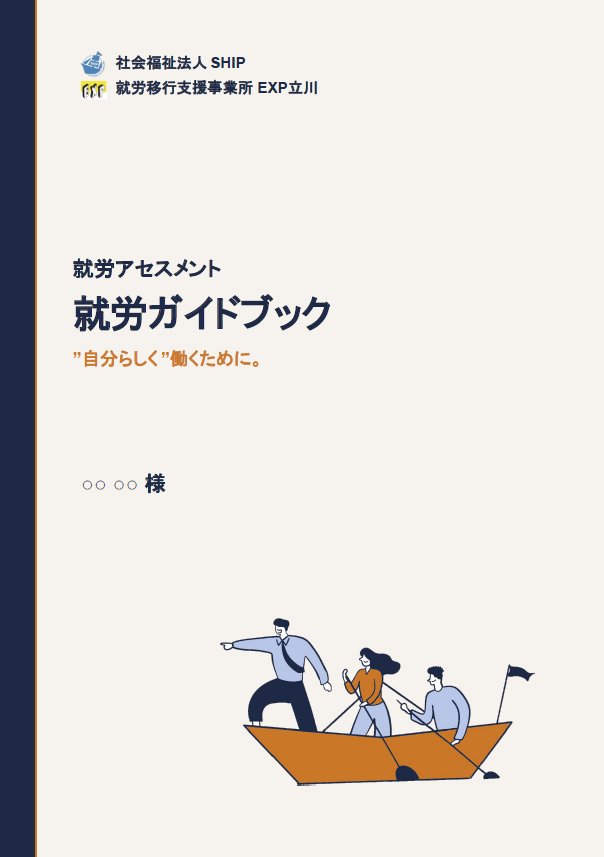 社会福祉法人 SHIP
就労移行支援事業所 EXP立川
就労アセスメント
就労ガイドブック
”自分らしく”働くために。
○○ ○○ 様